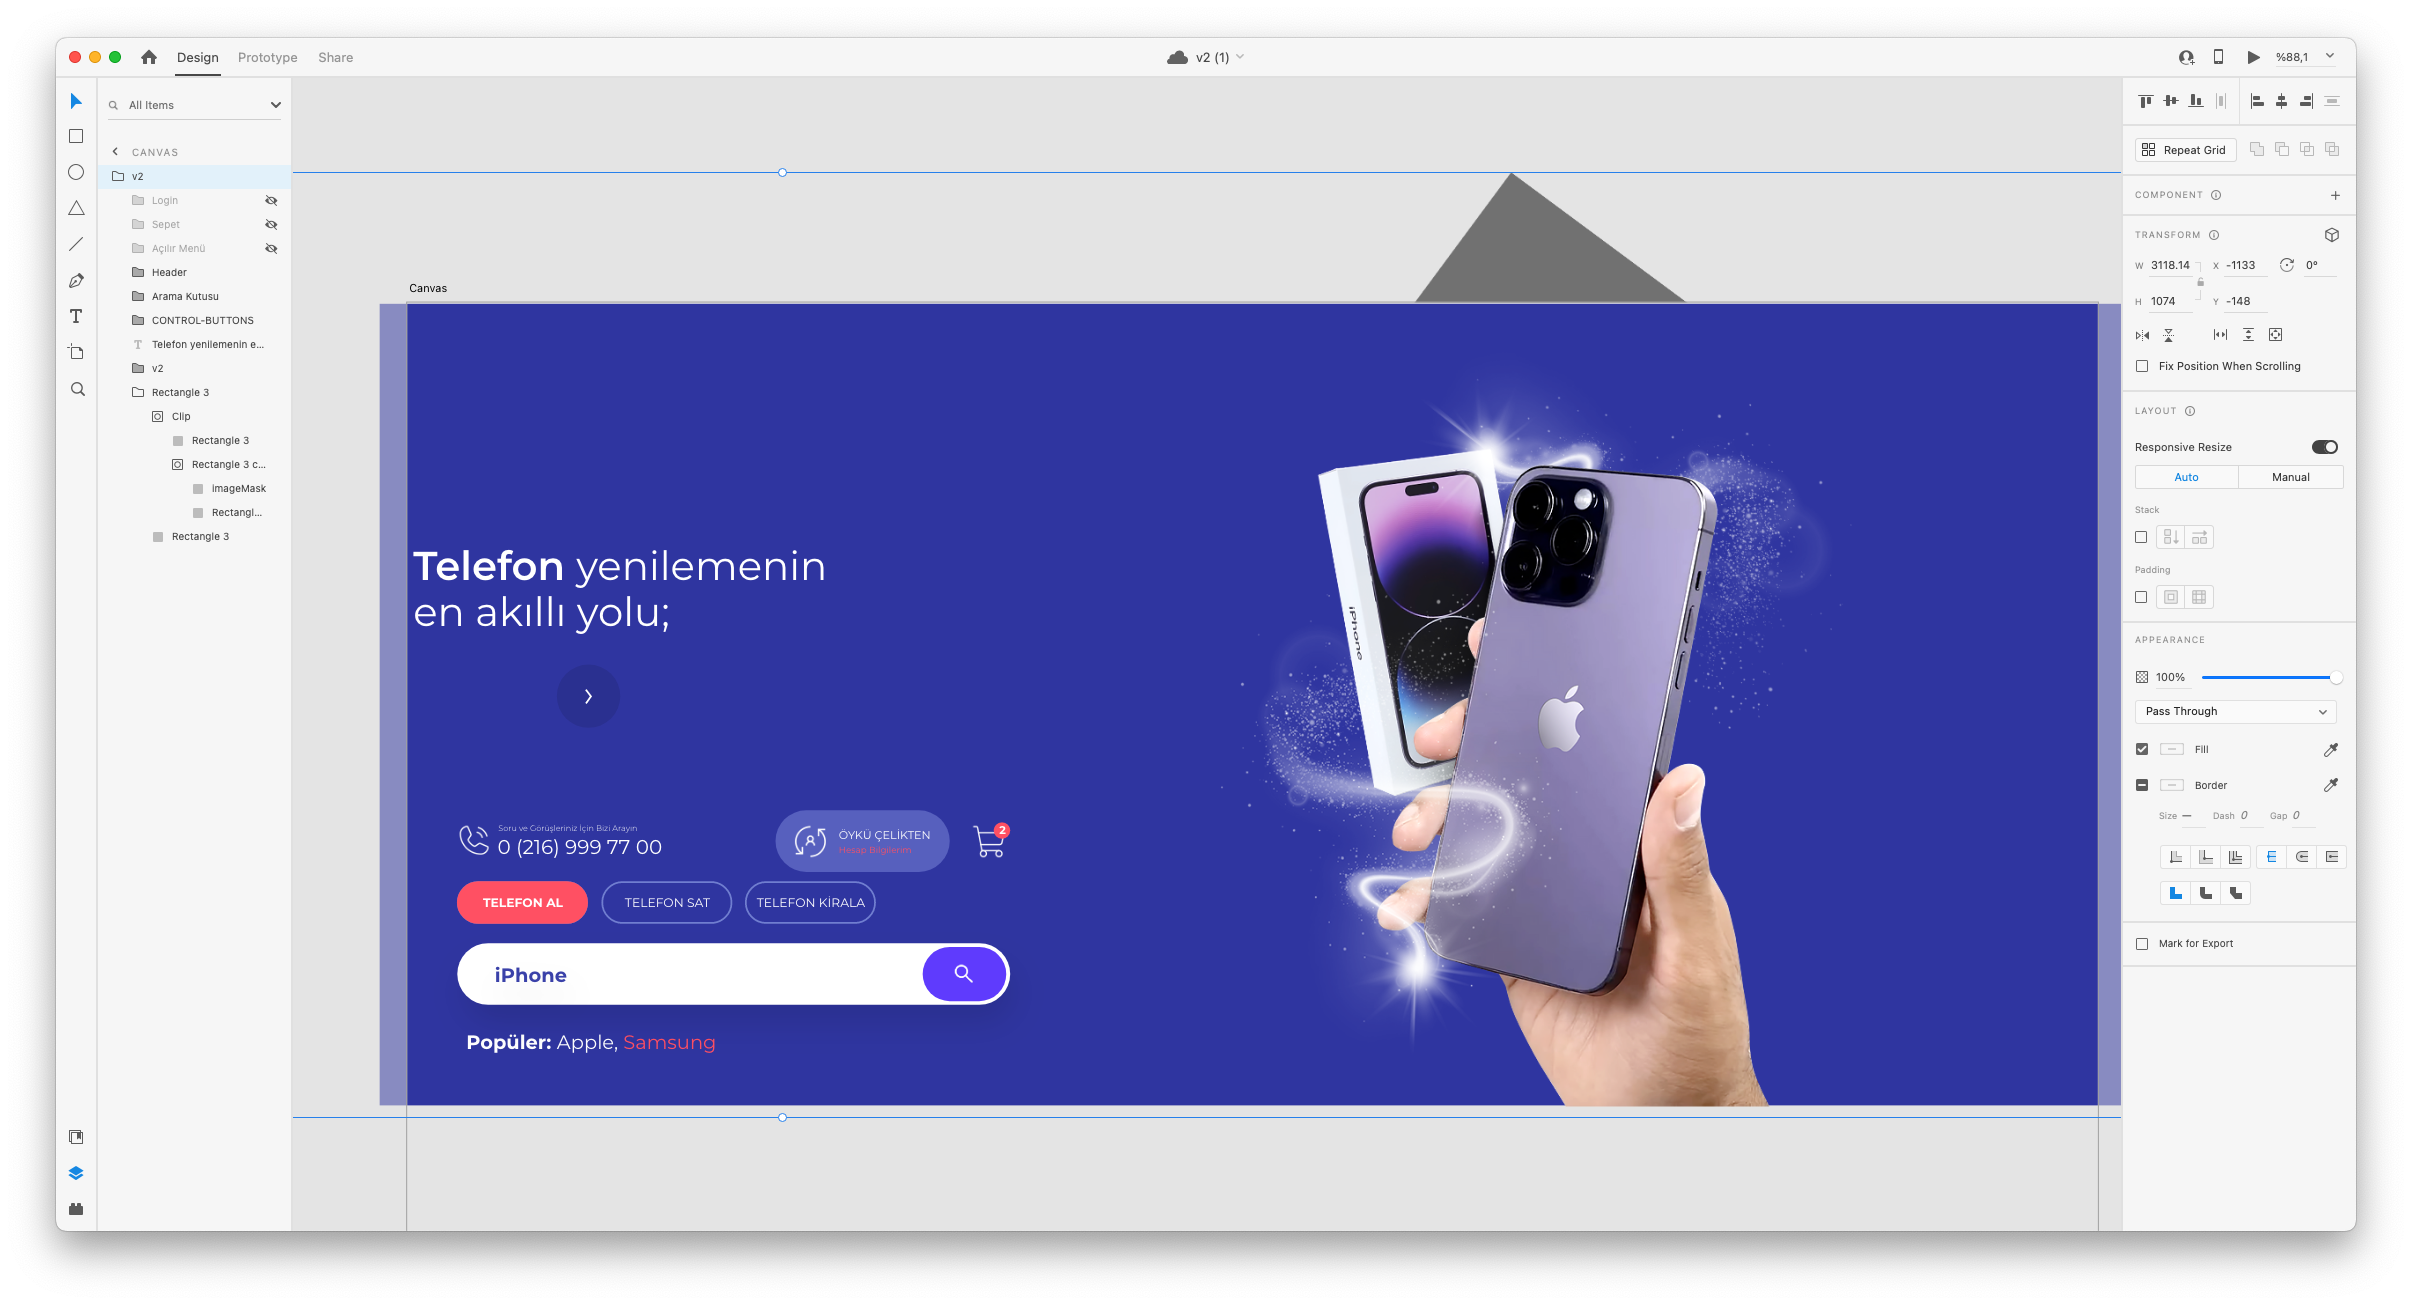 Design
Prototype
Share
v2 (1)
%88,1
All Items
CANVAS
v2
Login
Sepet
Açılır Menü
Header
Arama Kutusu
CONTROL-BUTTONS
Telefon yenilemenin e...
v2
Rectangle 3
Clip
Rectangle 3
Rectangle 3 c...
imageMask
Rectangl...
Rectangle 3
Canvas
Telefon yenilemenin
en akıllı yolu;
iPhone
Soru ve Görüşleriniz İçin Bizi Arayın
0 (216) 999 77 00
ÖYKÜ ÇELİKTEN
Hesap Bilgilerim
2
TELEFON AL
TELEFON SAT
TELEFON KİRALA
iPhone
Popüler: Apple, Samsung
Repeat Grid
COMPONENT
TRANSFORM
W 3118.14 X -1133 0°
H 1074 Y -148
Fix Position When Scrolling
LAYOUT
Responsive Resize
Auto
Manual
Stack
Padding
APPEARANCE
100%
Pass Through
Fill
Border
Size — Dash 0 Gap 0
Mark for Export